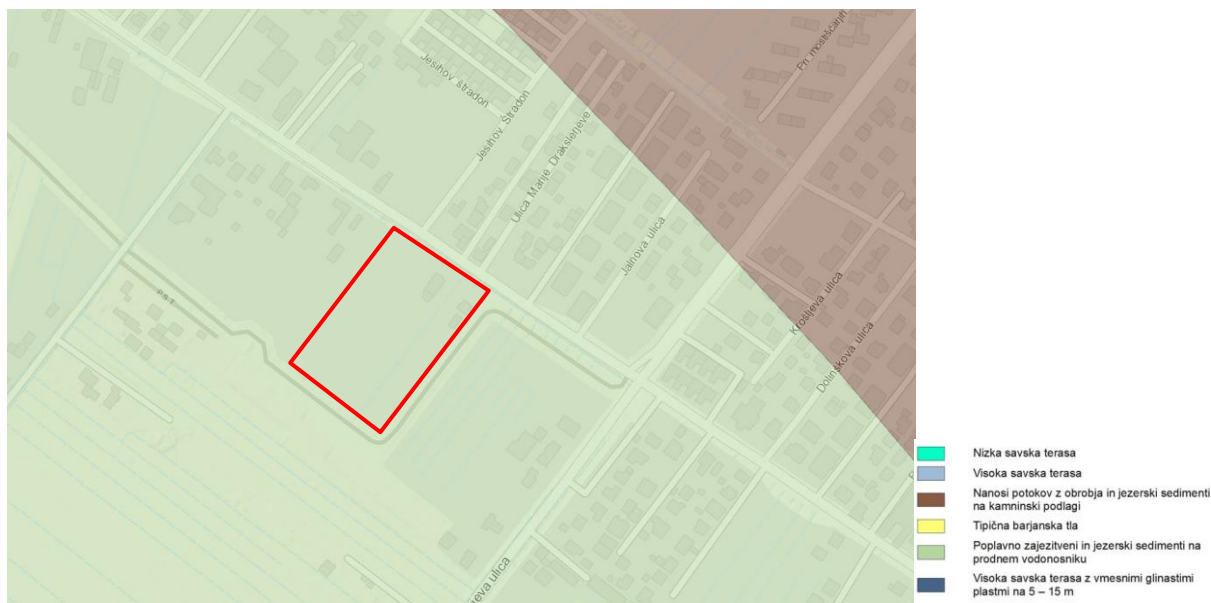 Jesihov štradon
Jesihov Štradon
Ulica Marije Drakslerjeve
Jalnova ulica
Pri mostiščarjih
Krošljeva ulica
Dolinškova ulica
jeva ulica
Nizka savska terasa
Visoka savska terasa
Nanosi potokov z obrobja in jezerski sedimenti
na kamninski podlagi
Tipična barjanska tla
Poplavno zajezitveni in jezerski sedimenti na
prodnem vodonosniku
Visoka savska terasa z vmesnimi glinastimi
plastmi na 5 – 15 m